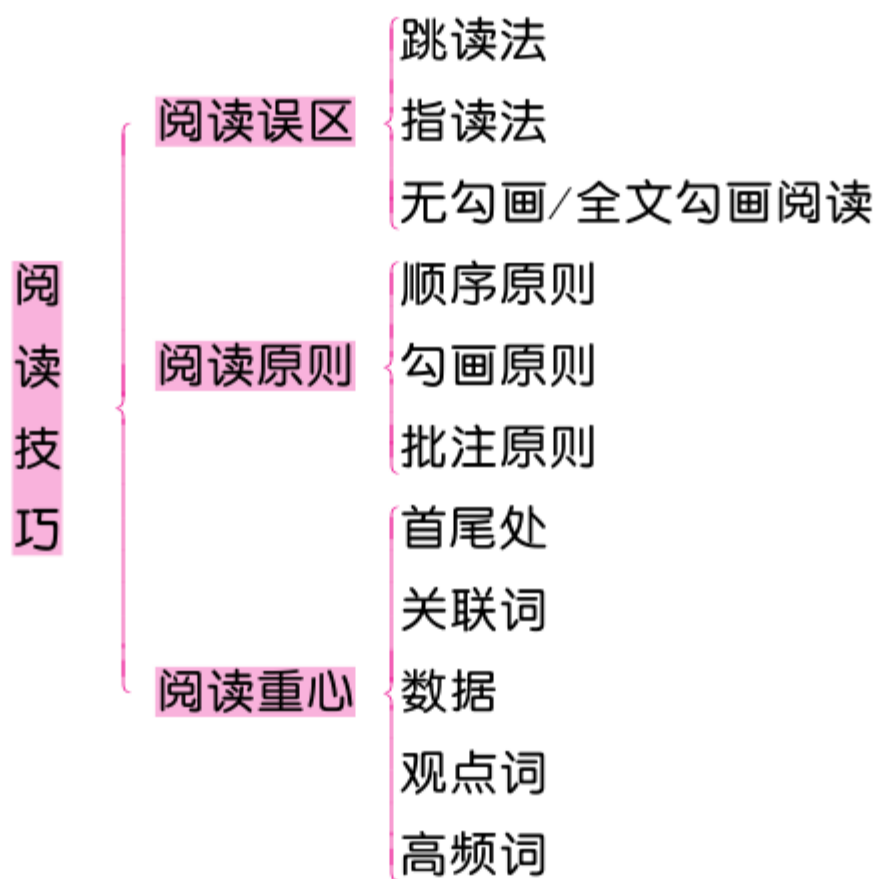 阅读技巧
阅读误区
跳读法
指读法
无勾画/全文勾画阅读
阅读原则
顺序原则
勾画原则
批注原则
阅读重心
首尾处
关联词
数据
观点词
高频词